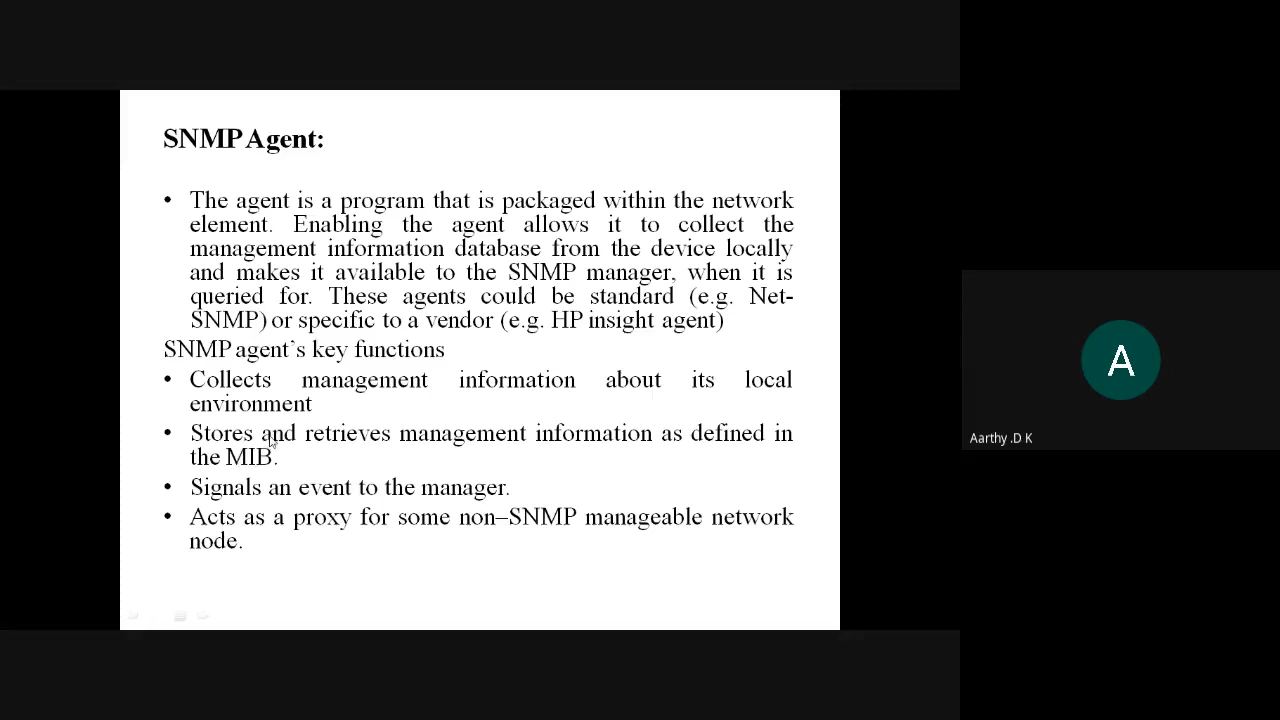 SNMP Agent:
• The agent is a program that is packaged within the network
element. Enabling the agent allows it to collect the
management information database from the device locally
and makes it available to the SNMP manager, when it is
queried for. These agents could be standard (e.g. Net-
SNMP) or specific to a vendor (e.g. HP insight agent)
SNMP agent’s key functions
• Collects management information about its local
environment
• Stores and retrieves management information as defined in
the MIB.
• Signals an event to the manager.
• Acts as a proxy for some non–SNMP manageable network
node.
A
Aarthy .D K